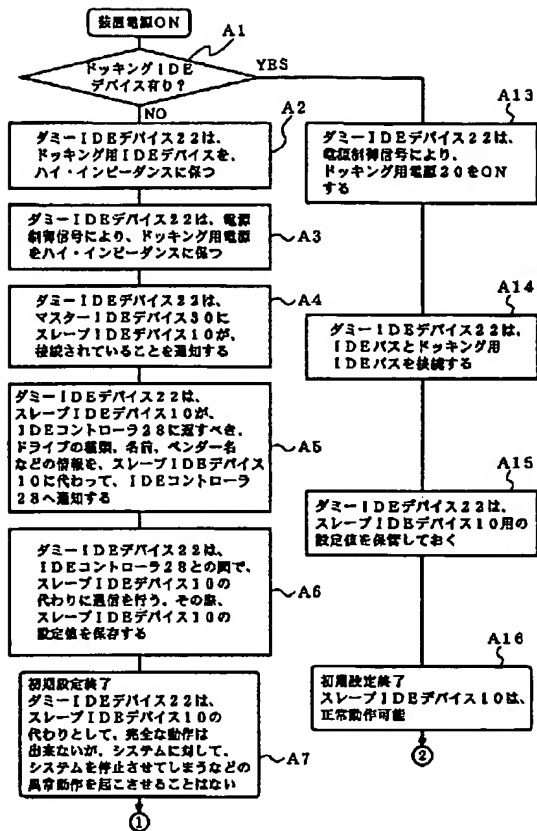 装置電源ON
A1
ドッキングIDE
デバイス有り?
YES
NO
A2
ダミーIDEデバイス22は、
ドッキング用IDEデバイスを、
ハイ・インピーダンスに保つ
ダミーIDEデバイス22は、電源
制御信号により、ドッキング用電源
をハイ・インピーダンスに保つ
A3
A4
ダミーIDEデバイス22は、
マスターIDEデバイス30に
スレーブIDEデバイス10が、
接続されていることを通知する
ダミーIDEデバイス22は、
スレーブIDEデバイス10が、
IDEコントローラ28に返すべき、
ドライブの種類、名前、ベンダー名
などの情報を、スレーブIDEデバイス
10に代わって、IDEコントローラ
28へ通知する
A5
ダミーIDEデバイス22は、
IDEコントローラ28との間で、
スレーブIDEデバイス10の
代わりに通信を行う。その際、
スレーブIDEデバイス10の
設定値を保存する
A6
初期設定終了
ダミーIDEデバイス22は、
スレーブIDEデバイス10の
代わりとして、完全な動作は
出来ないが、システムに対して、
システムを停止させてしまうなどの
異常動作を起こさせることはない
A7
①
A13
ダミーIDEデバイス22は、
電源制御信号により、
ドッキング用電源20をON
する
A14
ダミーIDEデバイス22は、
IDEバスとドッキング用
IDEバスを接続する
A15
ダミーIDEデバイス22は、
スレーブIDEデバイス10用の
設定値を保管しておく
A16
初期設定終了
スレーブIDEデバイス10は、
正常動作可能
②